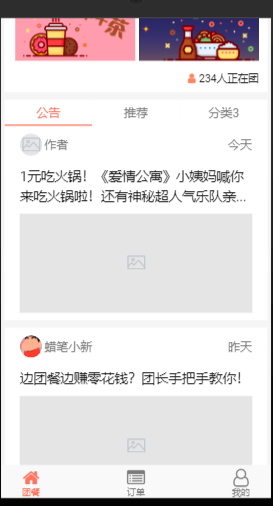 茶
234人正在团
公告 推荐 分类3
作者 今天
1元吃火锅！《爱情公寓》小姨妈喊你
来吃火锅啦！还有神秘超人气乐队亲...
蜡笔小新 昨天
边团餐边赚零花钱？团长手把手教你！
团餐 订单 我的